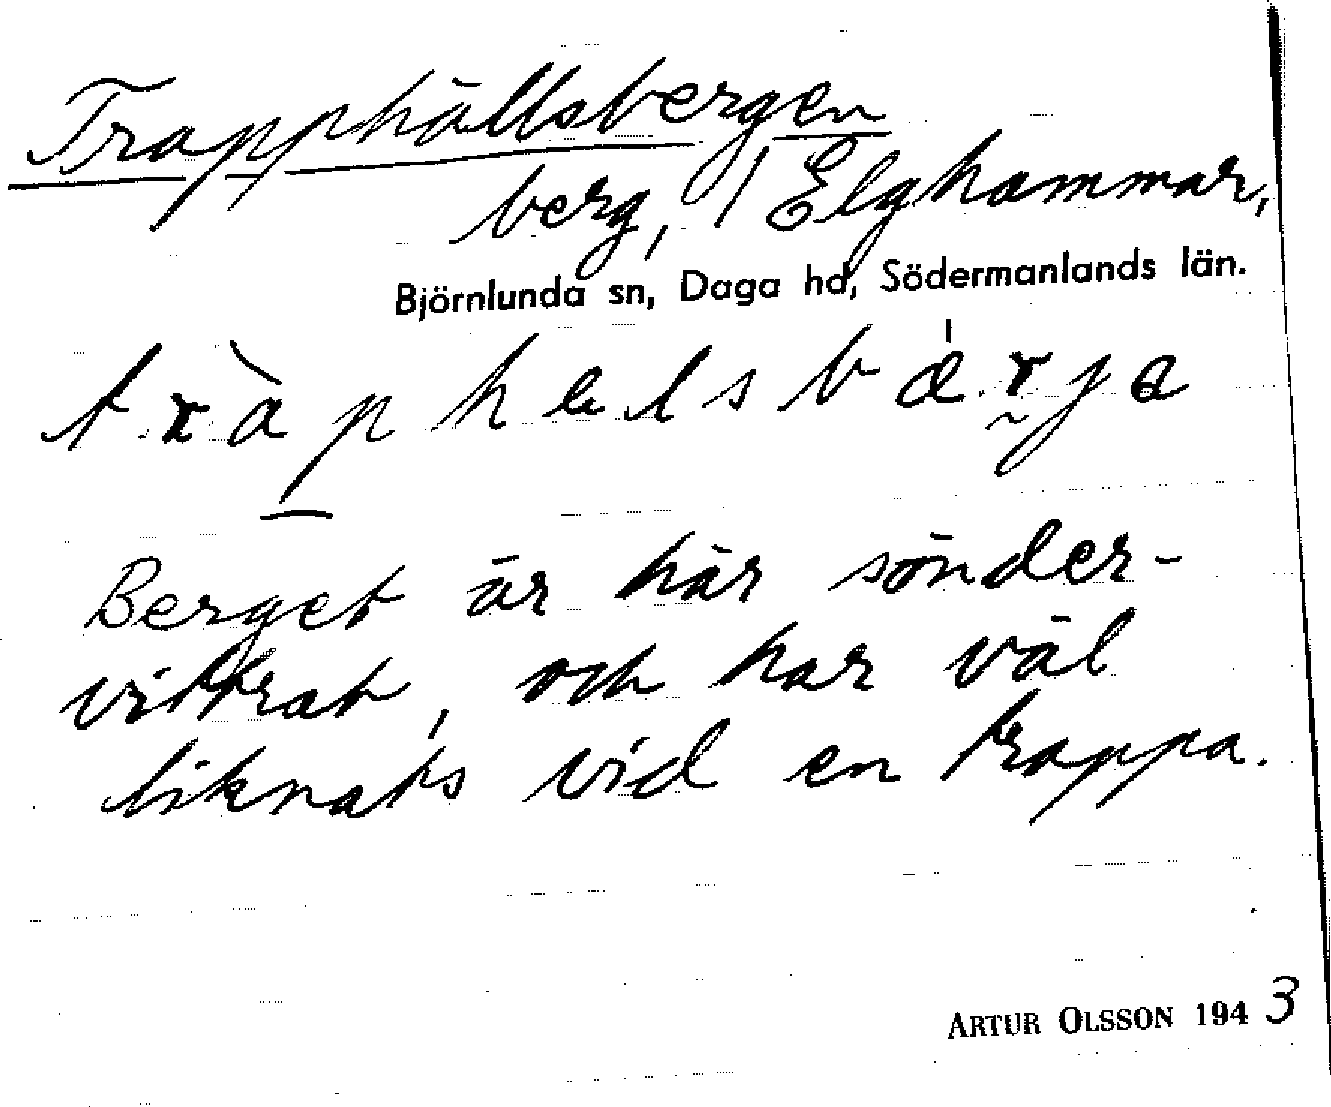 Trapphällsbergen
berg, / Elghammar,
Björnlunda sn, Daga hd, Södermanlands län.
tràphelsbærja
Berget är här sönder-
vittrat, och har väl
liknats vid en trappa.
ARTUR OLSSON 1943